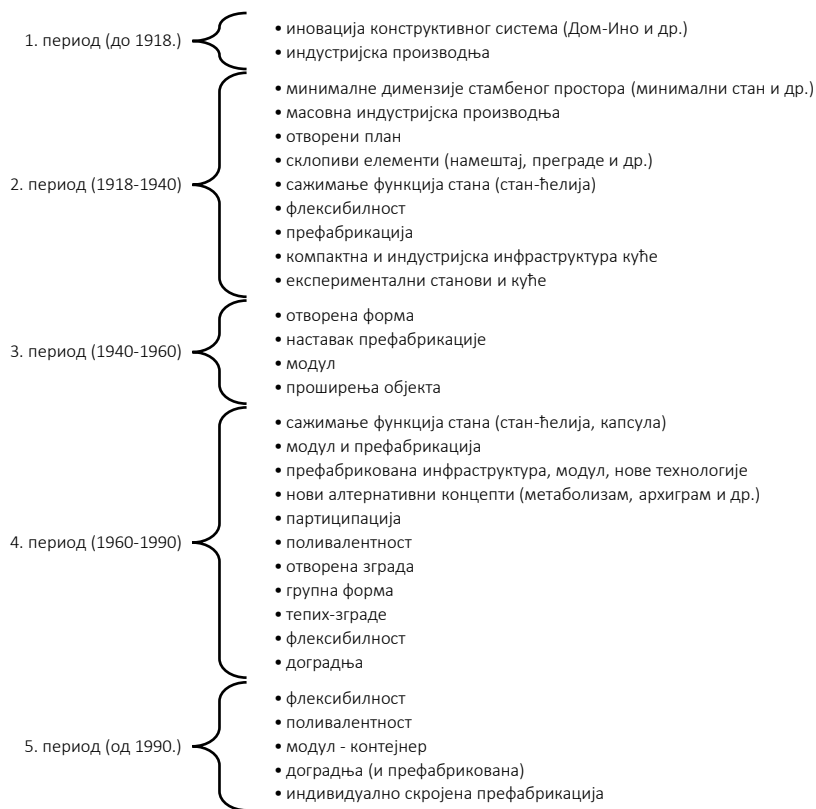 1. период (до 1918.)
• иновација конструктивног система (Дом-Ино и др.)
• индустријска производња
2. период (1918-1940)
• минималне димензије стамбеног простора (минимални стан и др.)
• масовна индустријска производња
• отворени план
• склопиви елементи (намештај, преграде и др.)
• сажимање функција стана (стан-ћелија)
• флексибилност
• префабрикација
• компактна и индустријска инфраструктура куће
• експериментални станови и куће
3. период (1940-1960)
• отворена форма
• наставак префабрикације
• модул
• проширења објекта
4. период (1960-1990)
• сажимање функција стана (стан-ћелија, капсула)
• модул и префабрикација
• префабрикована инфраструктура, модул, нове технологије
• нови алтернативни концепти (метаболизам, архиграм и др.)
• партиципација
• поливалентност
• отворена зграда
• групна форма
• тепих-зграде
• флексибилност
• доградња
5. период (од 1990.)
• флексибилност
• поливалентност
• модул - контејнер
• доградња (и префабрикована)
• индивидуално скројена префабрикација